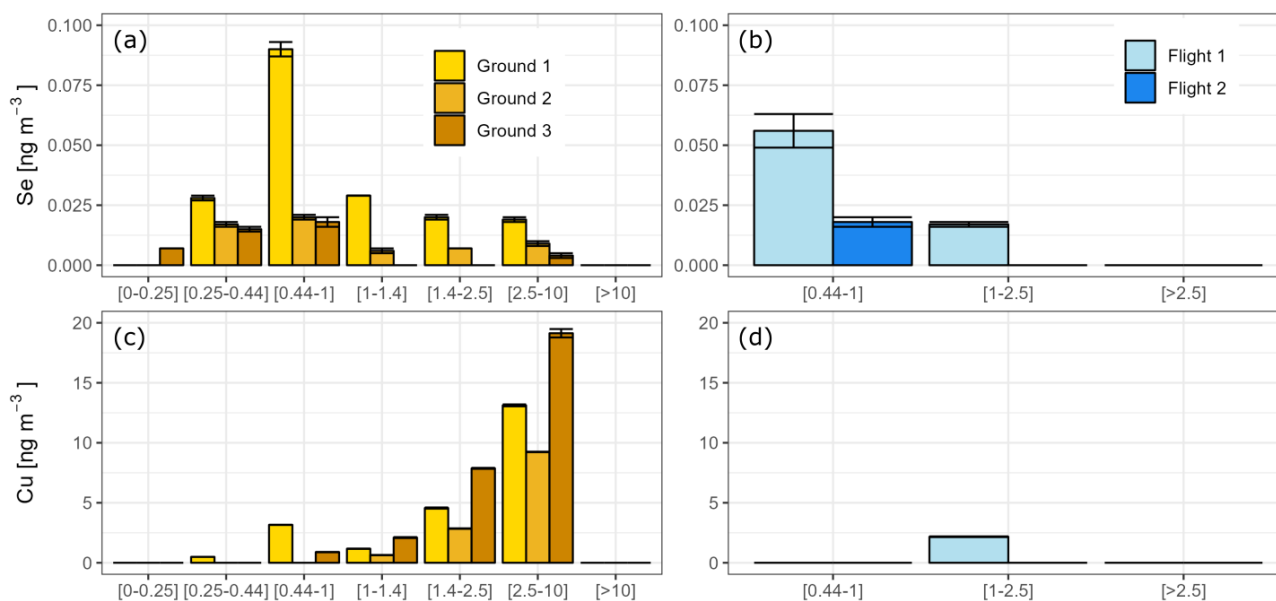 (a)
Se [ng m⁻³ ]
0.100
0.075
0.050
0.025
0.000
Ground 1
Ground 2
Ground 3
[0-0.25] [0.25-0.44] [0.44-1] [1-1.4] [1.4-2.5] [2.5-10] [>10]
(b)
0.100
0.075
0.050
0.025
0.000
Flight 1
Flight 2
[0.44-1] [1-2.5] [>2.5]
(c)
Cu [ng m⁻³ ]
20
15
10
5
0
[0-0.25] [0.25-0.44] [0.44-1] [1-1.4] [1.4-2.5] [2.5-10] [>10]
(d)
20
15
10
5
0
[0.44-1] [1-2.5] [>2.5]